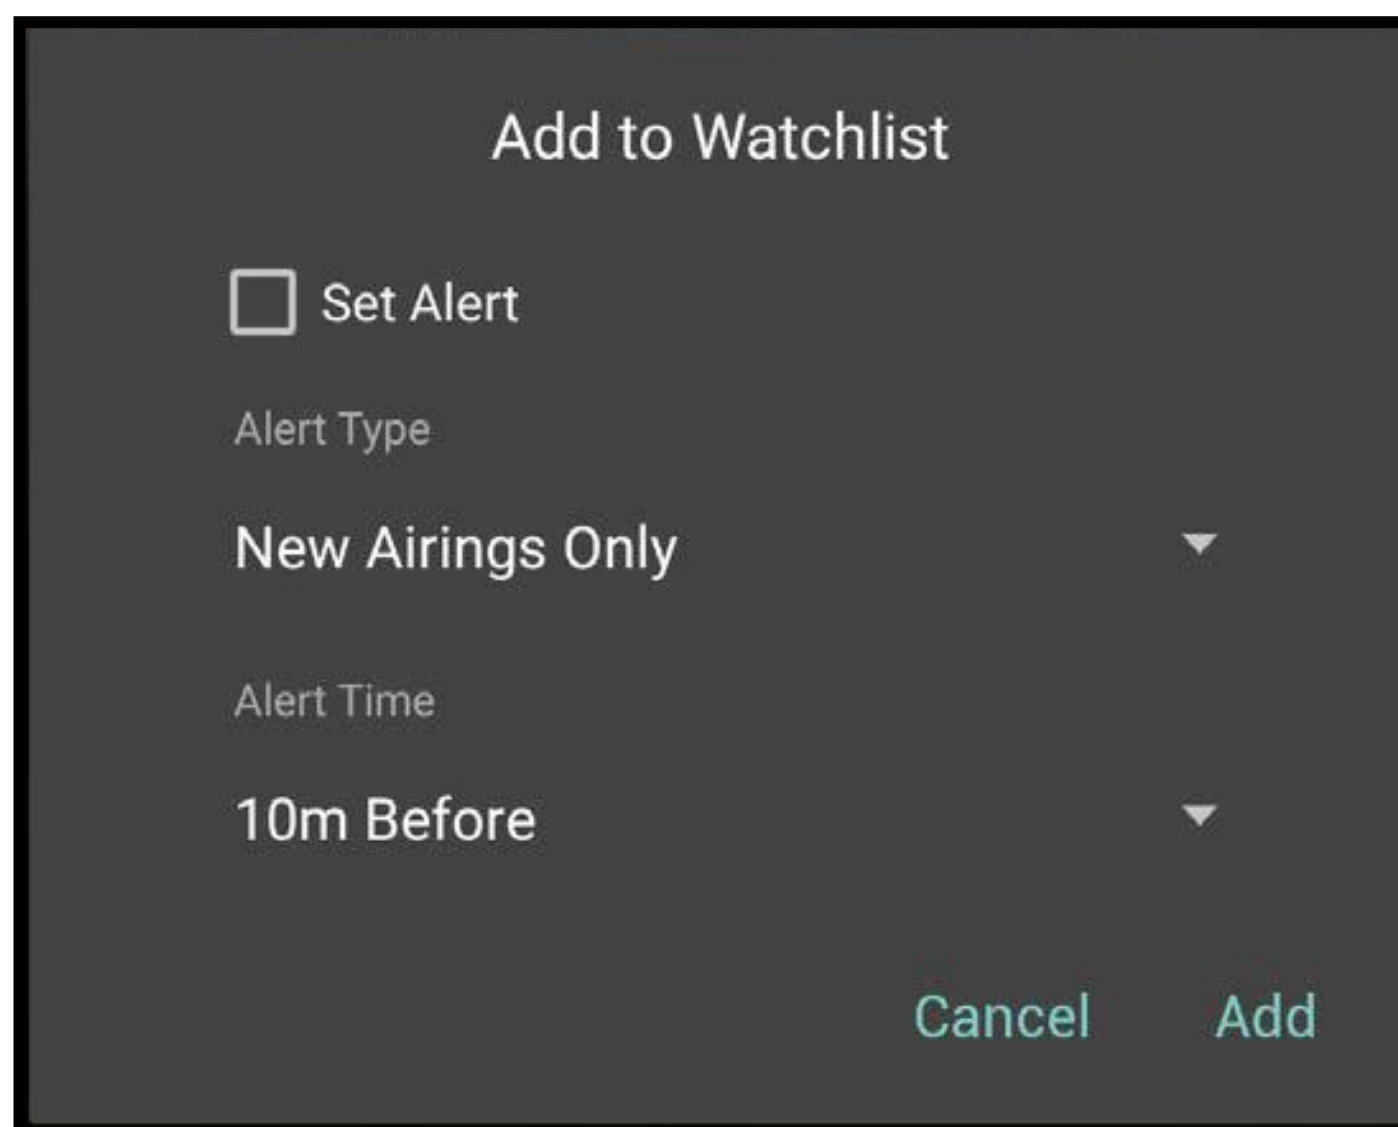 Add to Watchlist
Set Alert
Alert Type
New Airings Only
Alert Time
10m Before
Cancel Add